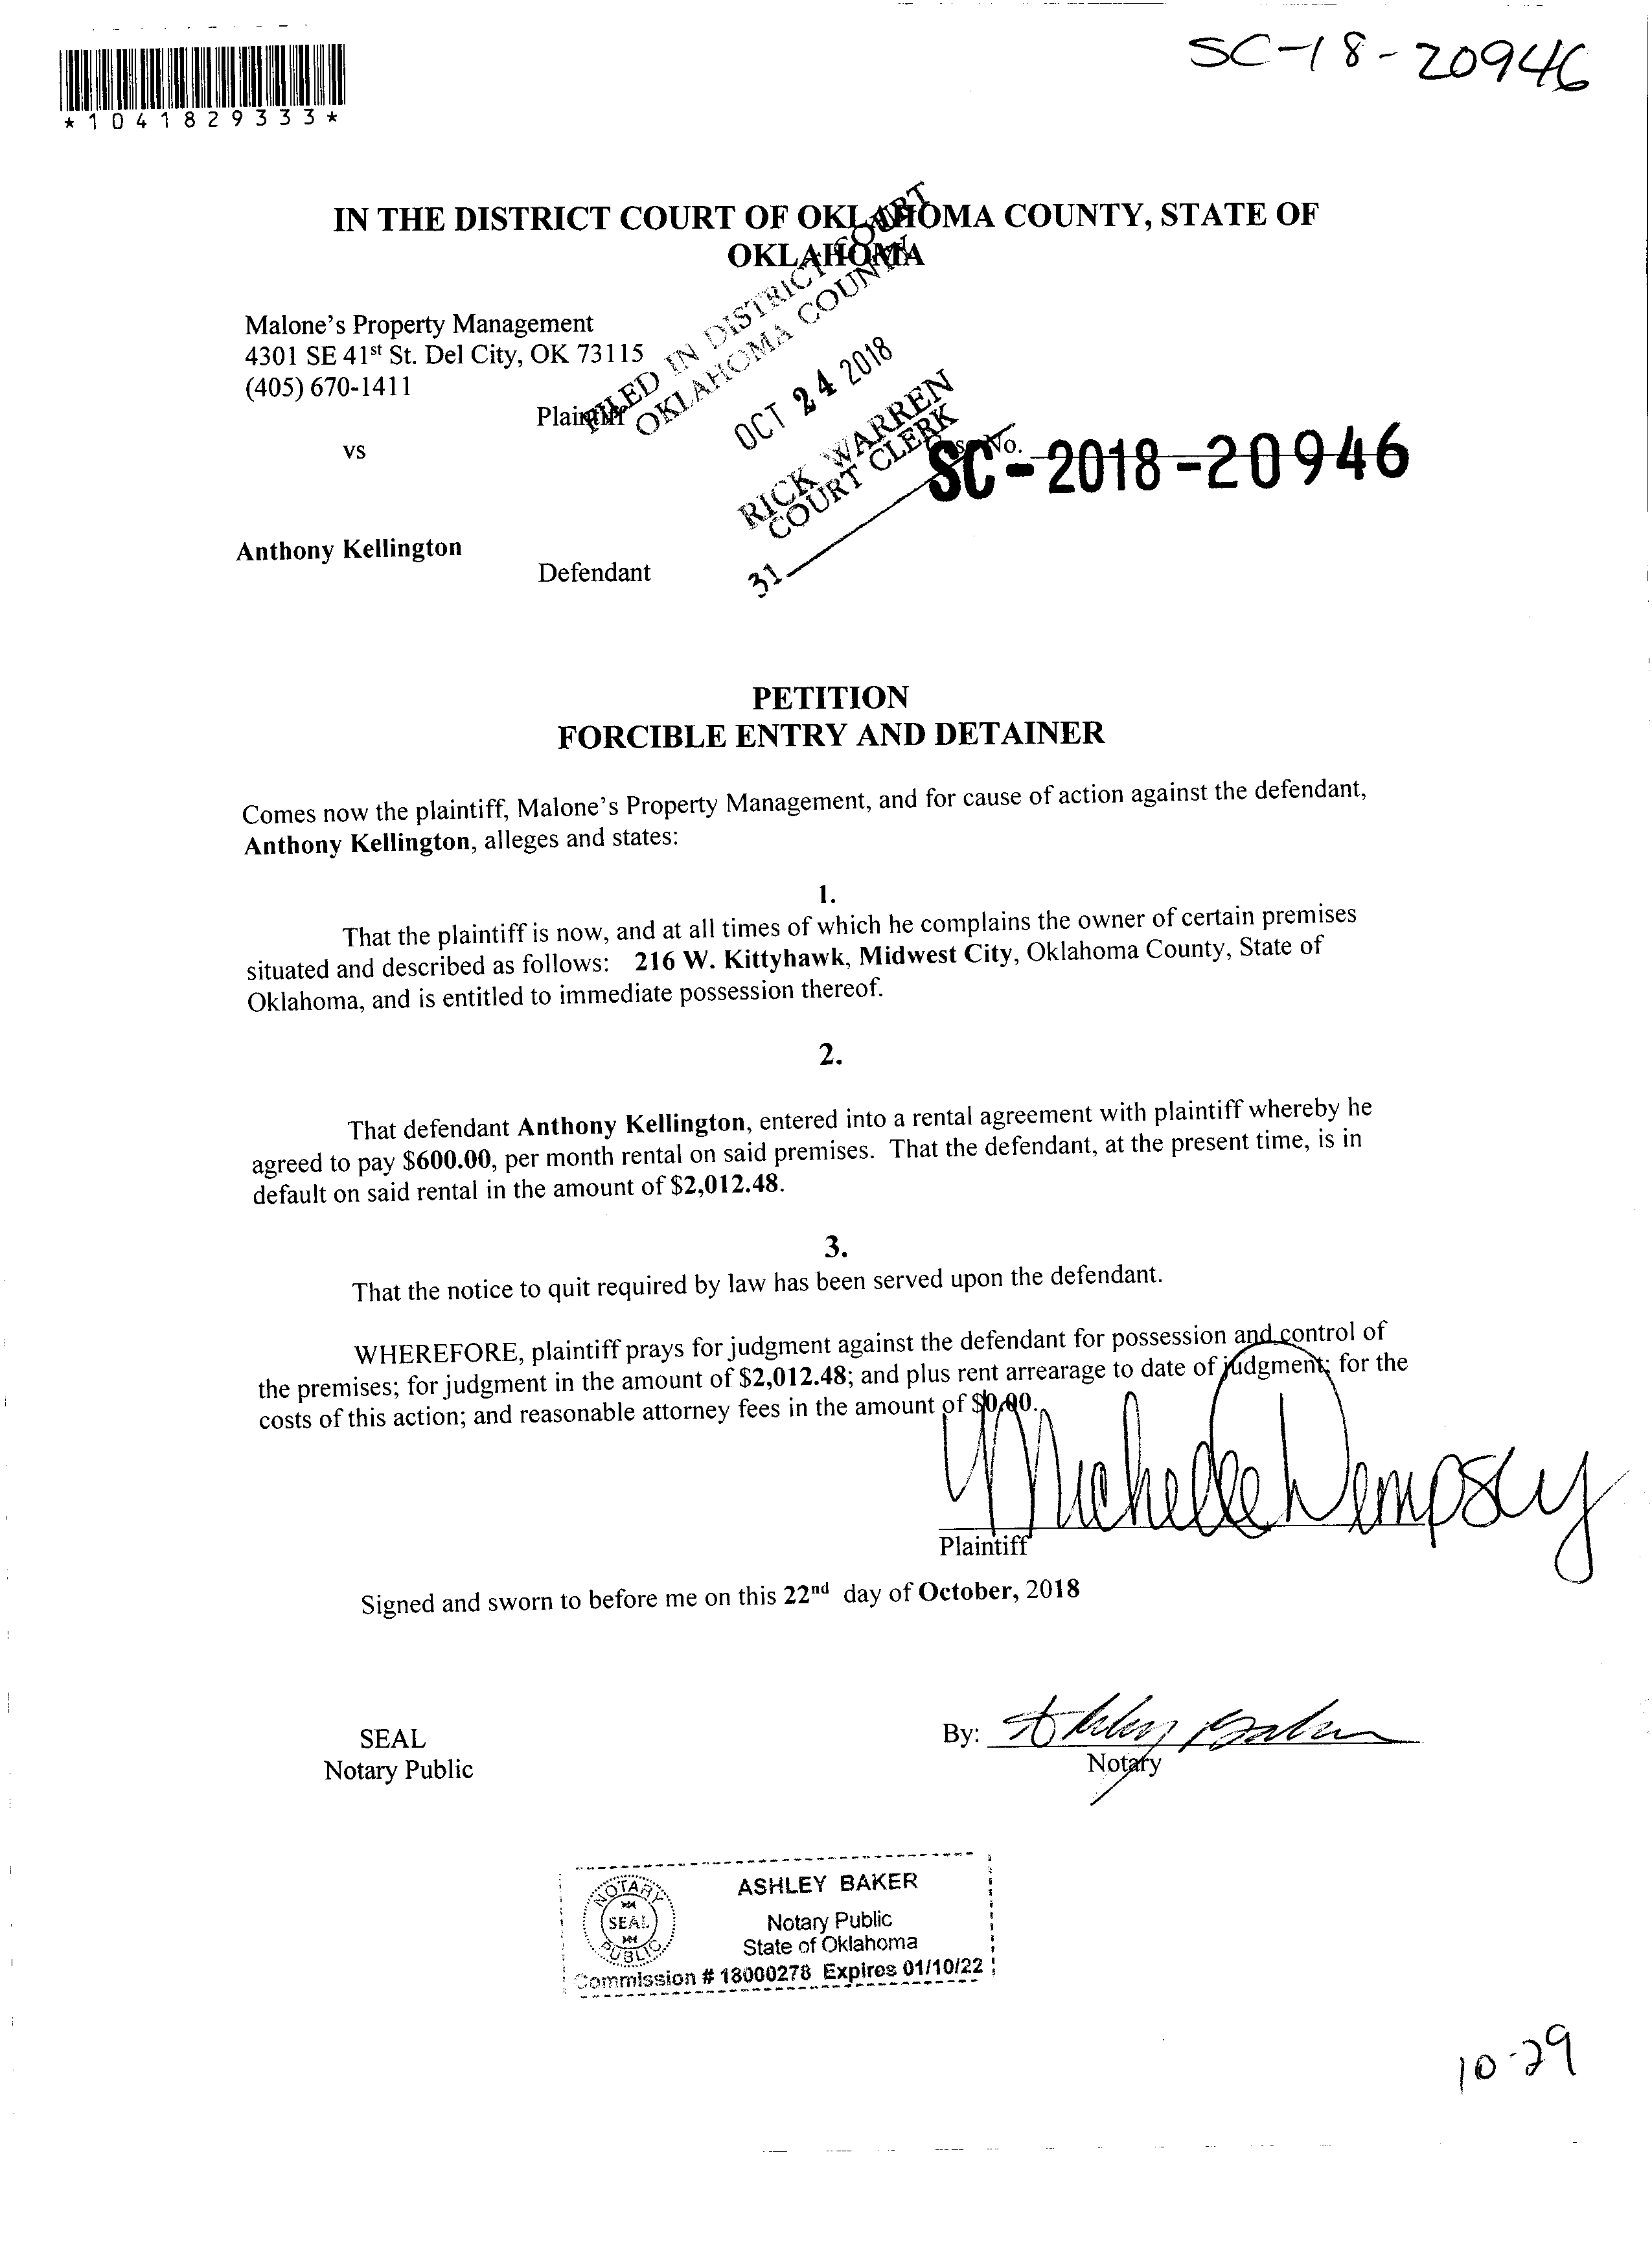 SC-18-20946
*1041829333*
IN THE DISTRICT COURT OF OKLAHOMA COUNTY, STATE OF
OKLAHOMA
Malone's Property Management
4301 SE 41st St. Del City, OK 73115
(405) 670-1411
Plaintiff
FILED IN DISTRICT COURT
OKLAHOMA COUNTY
OCT 24 2018
RICK WARREN
COURT CLERK
31
vs
Case No.
SC-2018-20946
Anthony Kellington
Defendant
PETITION
FORCIBLE ENTRY AND DETAINER
Comes now the plaintiff, Malone's Property Management, and for cause of action against the defendant,
Anthony Kellington, alleges and states:
1.
That the plaintiff is now, and at all times of which he complains the owner of certain premises
situated and described as follows: 216 W. Kittyhawk, Midwest City, Oklahoma County, State of
Oklahoma, and is entitled to immediate possession thereof.
2.
That defendant Anthony Kellington, entered into a rental agreement with plaintiff whereby he
agreed to pay $600.00, per month rental on said premises. That the defendant, at the present time, is in
default on said rental in the amount of $2,012.48.
3.
That the notice to quit required by law has been served upon the defendant.
WHEREFORE, plaintiff prays for judgment against the defendant for possession and control of
the premises; for judgment in the amount of $2,012.48; and plus rent arrearage to date of judgment; for the
costs of this action; and reasonable attorney fees in the amount of $0.00.
Michelle Dempsey
Plaintiff
Signed and sworn to before me on this 22nd day of October, 2018
SEAL
Notary Public
By: Ashley Baker
Notary
NOTARY
SEAL
PUBLIC
ASHLEY BAKER
Notary Public
State of Oklahoma
Commission # 18000278 Expires 01/10/22
10-29